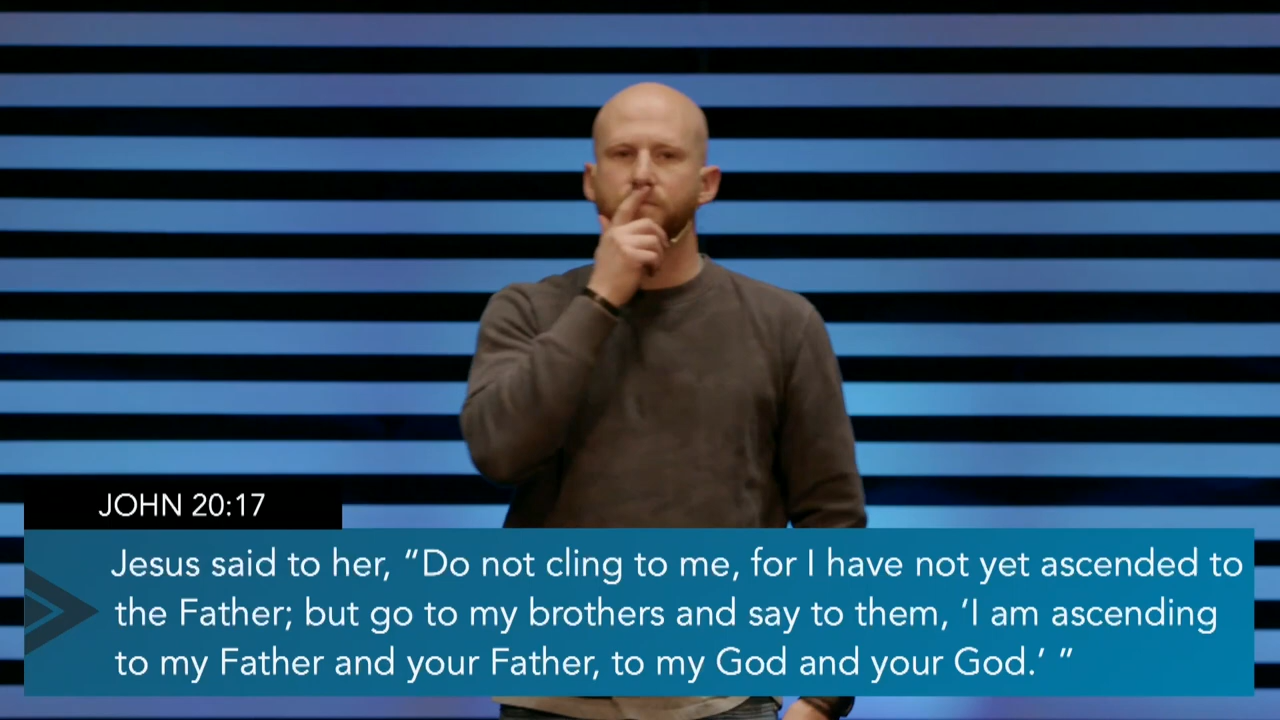 JOHN 20:17
Jesus said to her, “Do not cling to me, for I have not yet ascended to
the Father; but go to my brothers and say to them, ‘I am ascending
to my Father and your Father, to my God and your God.’ ”